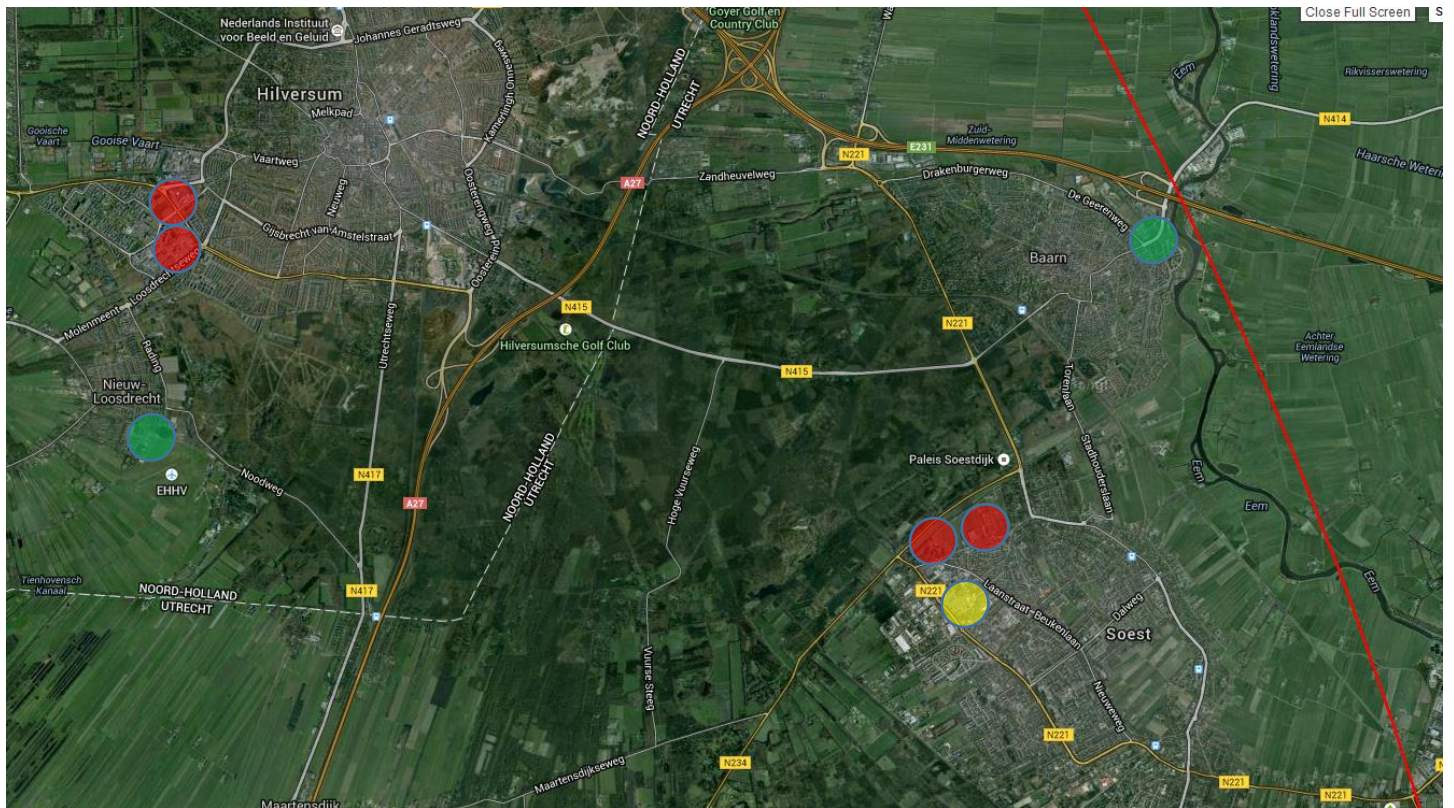 Close Full Screen
S
Goyer Golf en
Country Club
Nederlands Instituut
voor Beeld en Geluid
Johannes Geradtsweg
Kamerlingh Onnesweg
NOORD-HOLLAND
UTRECHT
Eem
Rikvisserswetering
Hilversum
Melkpad
Gooische
Vaart
Gooise Vaart
Vaartweg
Zuid-
Middenwetering
N414
E231
N221
Haarsche Wetering
A27
Zandheuvelweg
Drakenburgerweg
De Geerenweg
Neuweg
Oosterengweg
Gijsbrecht van Amstelstraat
Loosdrechtseweg
Baarn
Oostereind
Molenmeent
N415
Hilversumsche Golf Club
N221
Utrechtseweg
Achter
Eemlandse
Wetering
Rading
N415
Nieuw-
Loosdrecht
Torenlaan
Stadhouderslaan
Paleis Soestdijk
NOORD-HOLLAND
UTRECHT
Hoge Vuurseweg
EHHV
Noodweg
N417
A27
Eem
Eem
Tienhovensch
Kanaal
NOORD-HOLLAND
UTRECHT
N417
N221
Laanstraat
Beukenlaan
Dalweg
Eem
Soest
Vuurse Steeg
Nieuweweg
N221
N234
Maartensdijkseweg
N221
N221
Maartensdijk